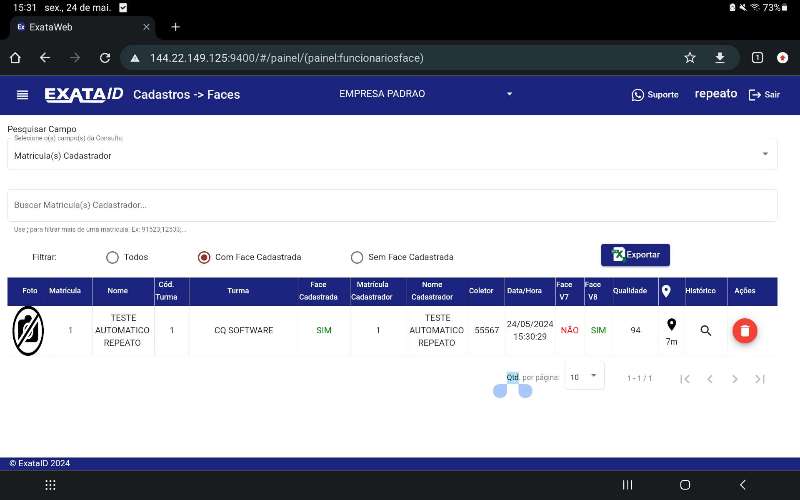 15:31 sex., 24 de mai. 73%
Ex ExataWeb
144.22.149.125:9400/#/painel/(painel:funcionariosface) 1
EXATAID Cadastros -> Faces EMPRESA PADRAO Suporte repeato Sair
Pesquisar Campo
Selecione o(s) campo(s) da Consulta
Matricula(s) Cadastrador
Buscar Matricula(s) Cadastrador...
Use ; para filtrar mais de uma matricula. Ex: 91523;12533;...
Filtrar: Todos Com Face Cadastrada Sem Face Cadastrada Exportar
Foto Matrícula Nome Cód. Turma Turma Face Cadastrada Matrícula Cadastrador Nome Cadastrador Coletor Data/Hora Face V7 Face V8 Qualidade Histórico Ações
1 TESTE AUTOMATICO REPEATO 1 CQ SOFTWARE SIM 1 TESTE AUTOMATICO REPEATO 55567 24/05/2024 15:30:29 NÃO SIM 94 7m
Qtd. por página: 10 1 - 1 / 1
© ExataID 2024